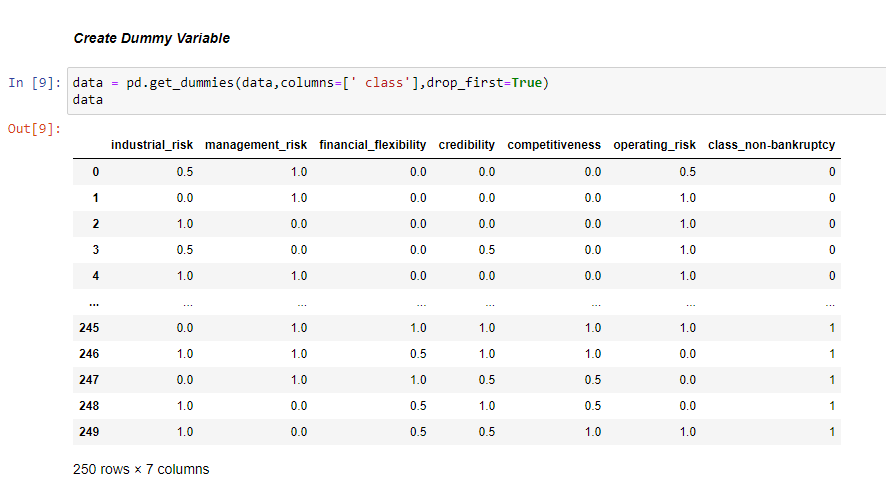 Create Dummy Variable
In [9]: data = pd.get_dummies(data,columns=[' class'],drop_first=True)
data
Out[9]:
industrial_risk management_risk financial_flexibility credibility competitiveness operating_risk class_non-bankruptcy
0 0.5 1.0 0.0 0.0 0.0 0.5 0
1 0.0 1.0 0.0 0.0 0.0 1.0 0
2 1.0 0.0 0.0 0.0 0.0 1.0 0
3 0.5 0.0 0.0 0.5 0.0 1.0 0
4 1.0 1.0 0.0 0.0 0.0 1.0 0
... ... ... ... ... ... ... ...
245 0.0 1.0 1.0 1.0 1.0 1.0 1
246 1.0 1.0 0.5 1.0 1.0 0.0 1
247 0.0 1.0 1.0 0.5 0.5 0.0 1
248 1.0 0.0 0.5 1.0 0.5 0.0 1
249 1.0 0.0 0.5 0.5 1.0 1.0 1
250 rows × 7 columns